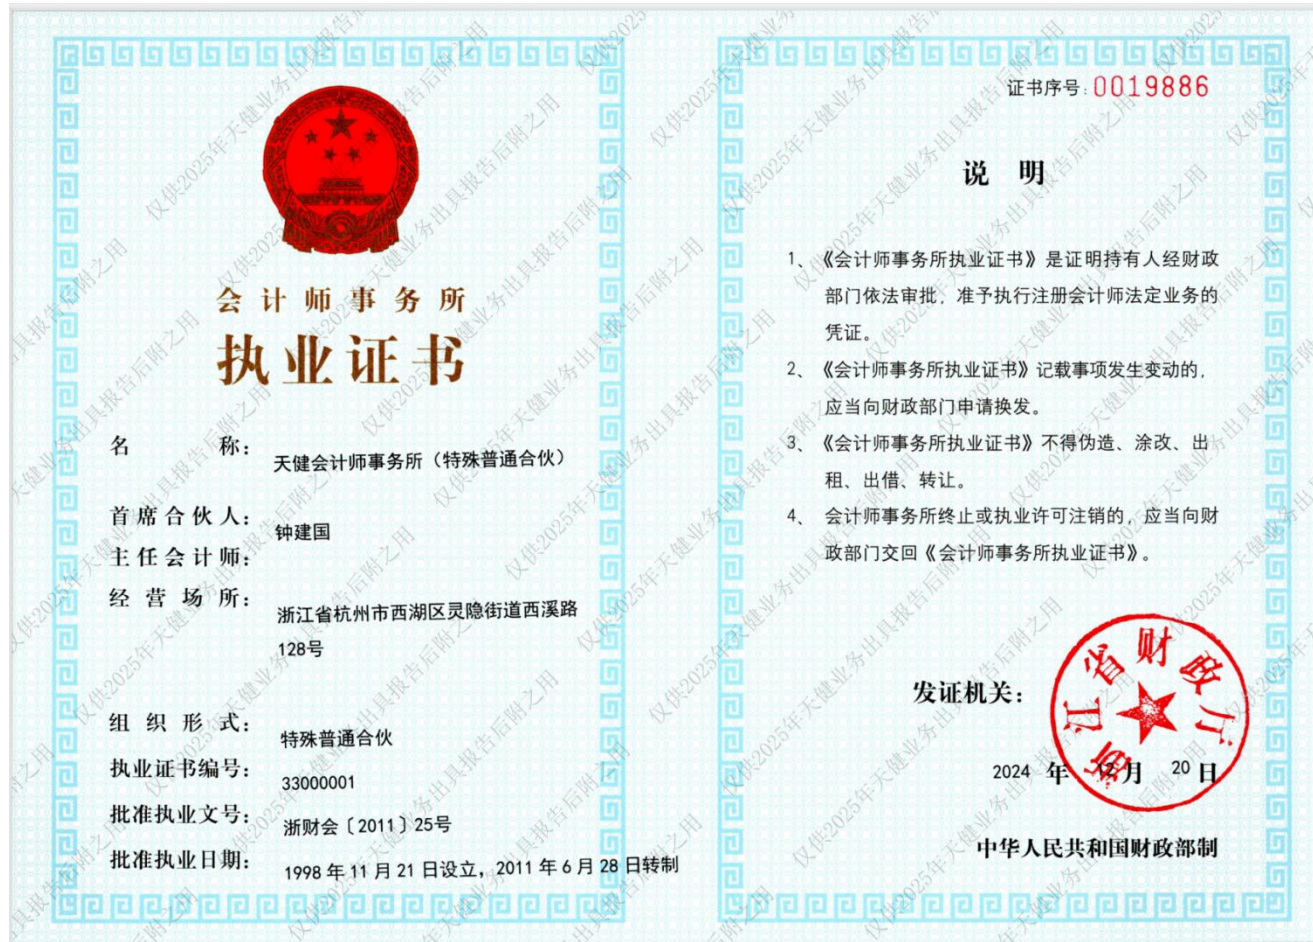 会计师事务所
执业证书
名称：天健会计师事务所（特殊普通合伙）
首席合伙人：钟建国
主任会计师：
经营场所：浙江省杭州市西湖区灵隐街道西溪路
128号
组织形式：特殊普通合伙
执业证书编号：33000001
批准执业文号：浙财会〔2011〕25号
批准执业日期：1998年11月21日设立，2011年6月28日转制
证书序号：0019886
说明
1、《会计师事务所执业证书》是证明持有人经财政
部门依法审批，准予执行注册会计师法定业务的
凭证。
2、《会计师事务所执业证书》记载事项发生变动的，
应当向财政部门申请换发。
3、《会计师事务所执业证书》不得伪造、涂改、出
租、出借、转让。
4、会计师事务所终止或执业许可注销的，应当向财
政部门交回《会计师事务所执业证书》。
发证机关：
浙江省财政厅
2024年12月20日
中华人民共和国财政部制
仅供2025年天健业务出具报告后附之用